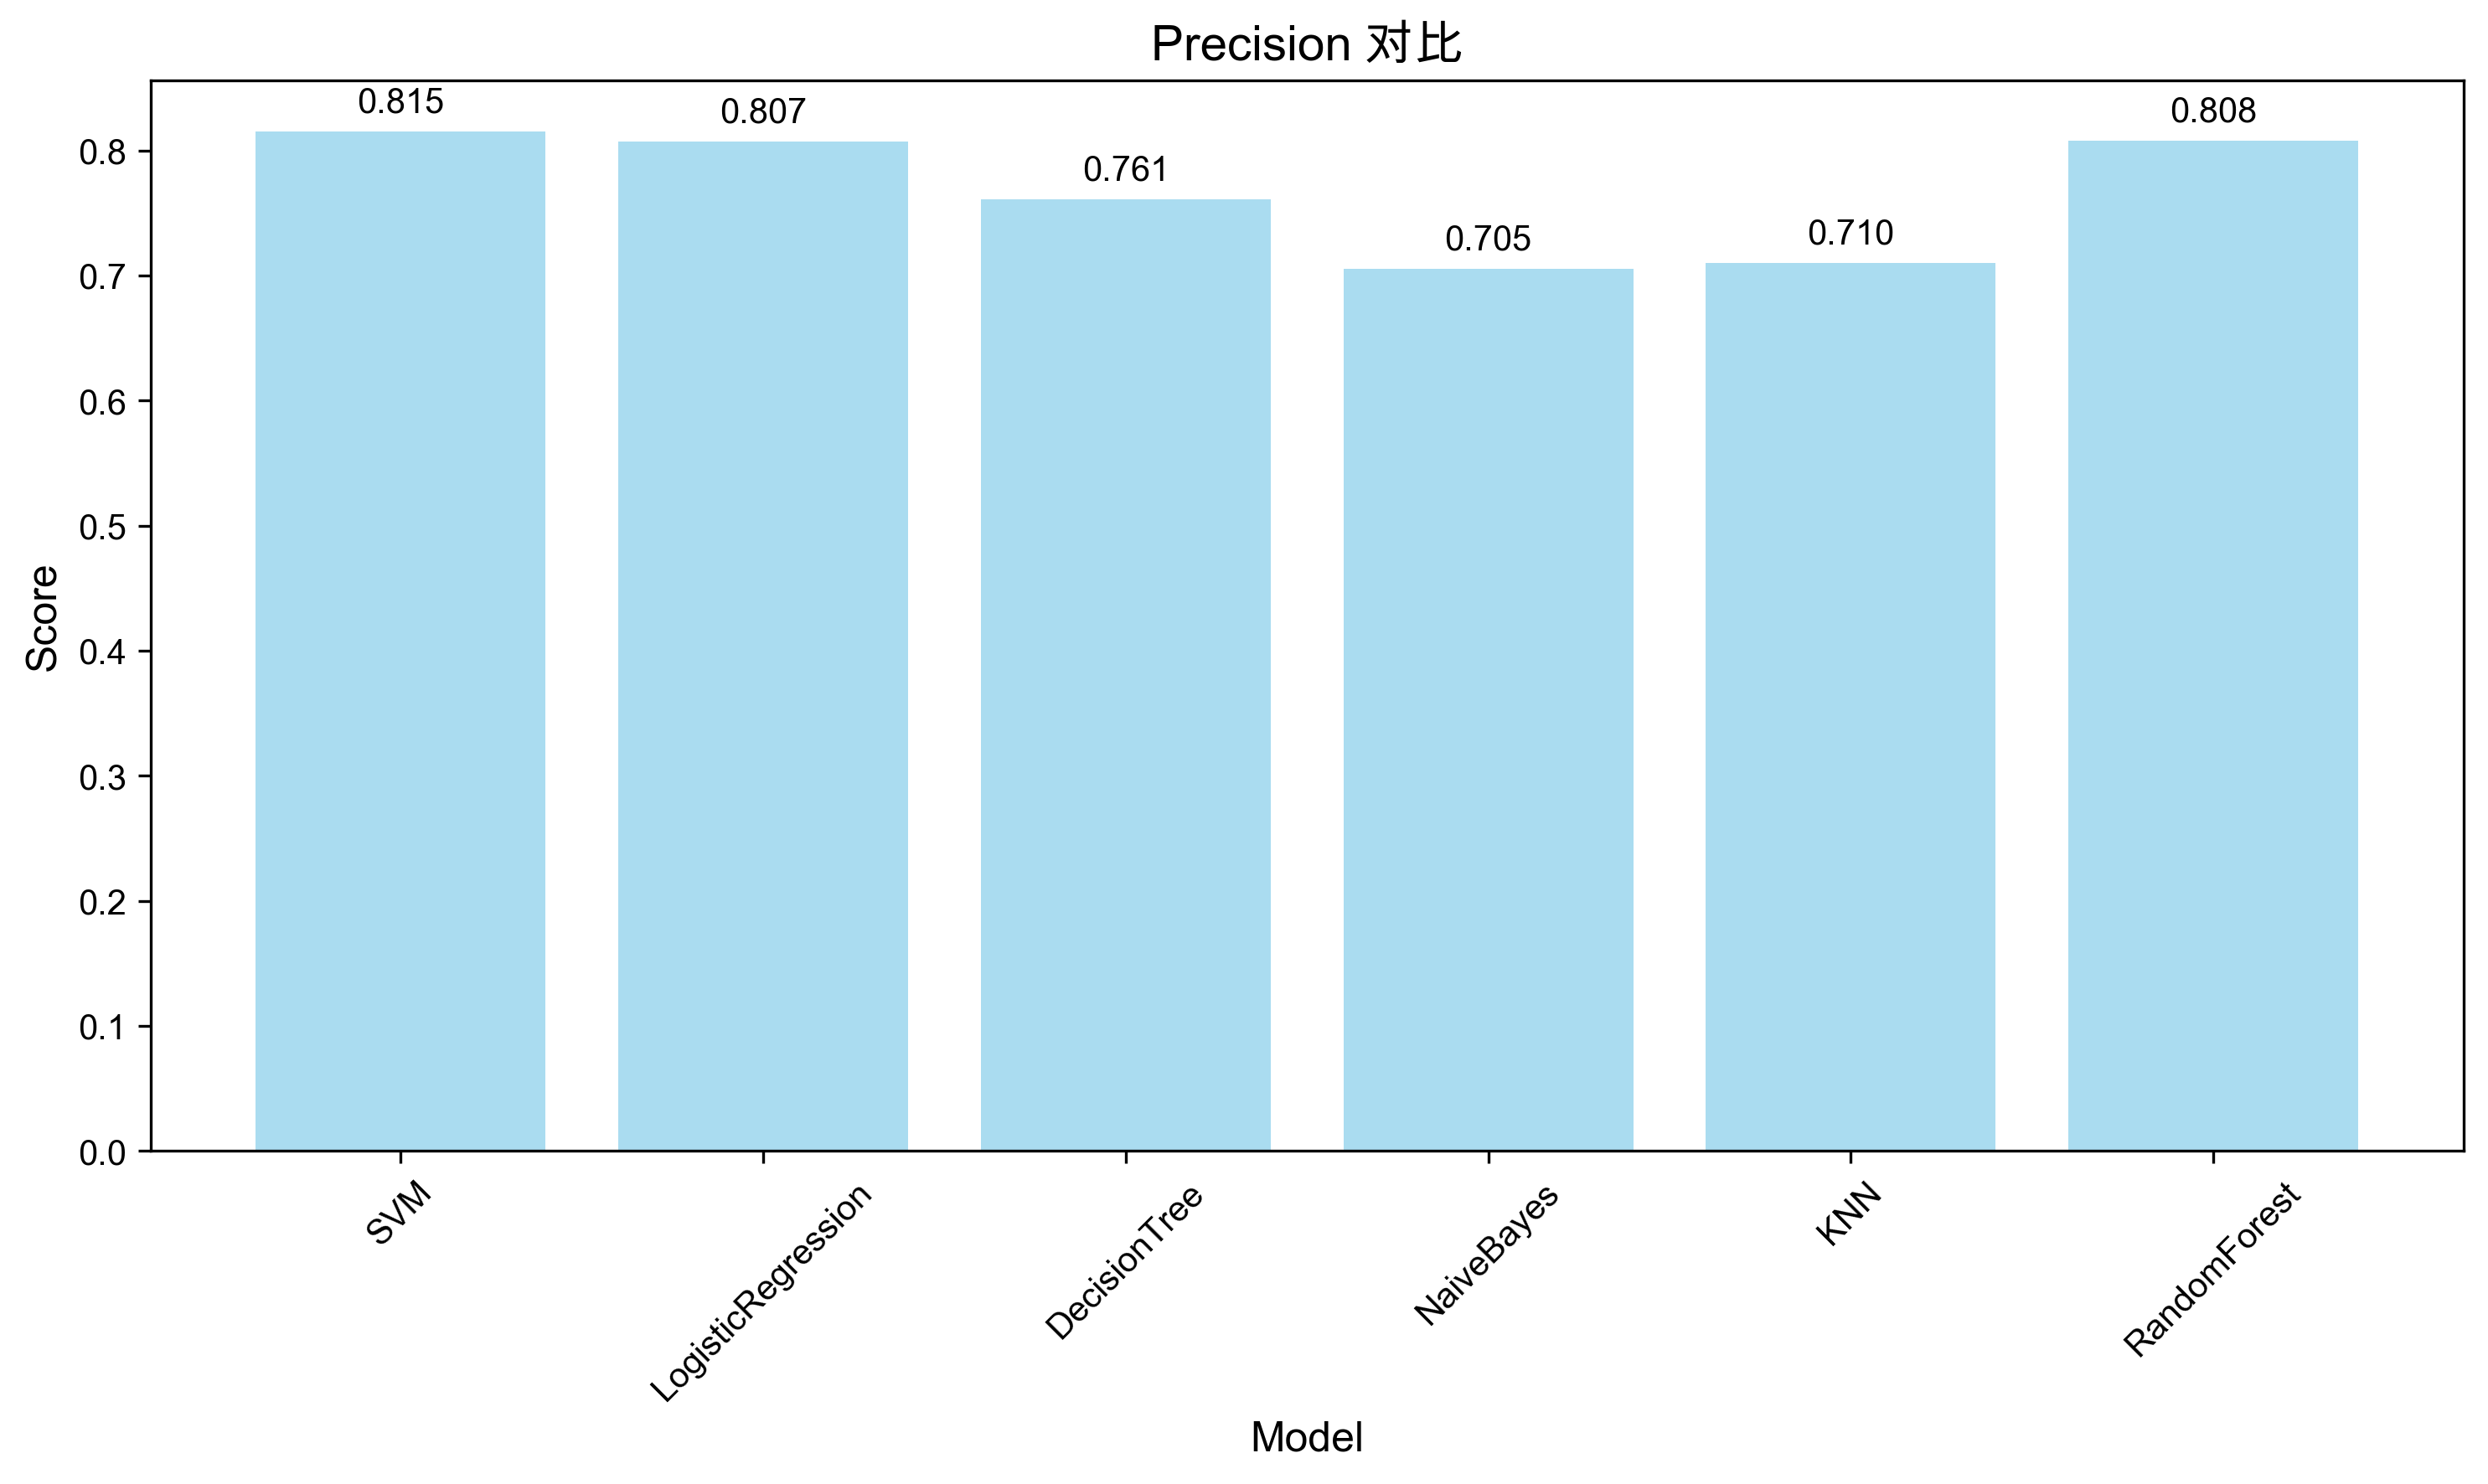 Precision 对比
0.815
0.807
0.761
0.705
0.710
0.808
0.8
0.7
0.6
0.5
0.4
0.3
0.2
0.1
0.0
Score
SVM
LogisticRegression
DecisionTree
NaiveBayes
KNN
RandomForest
Model